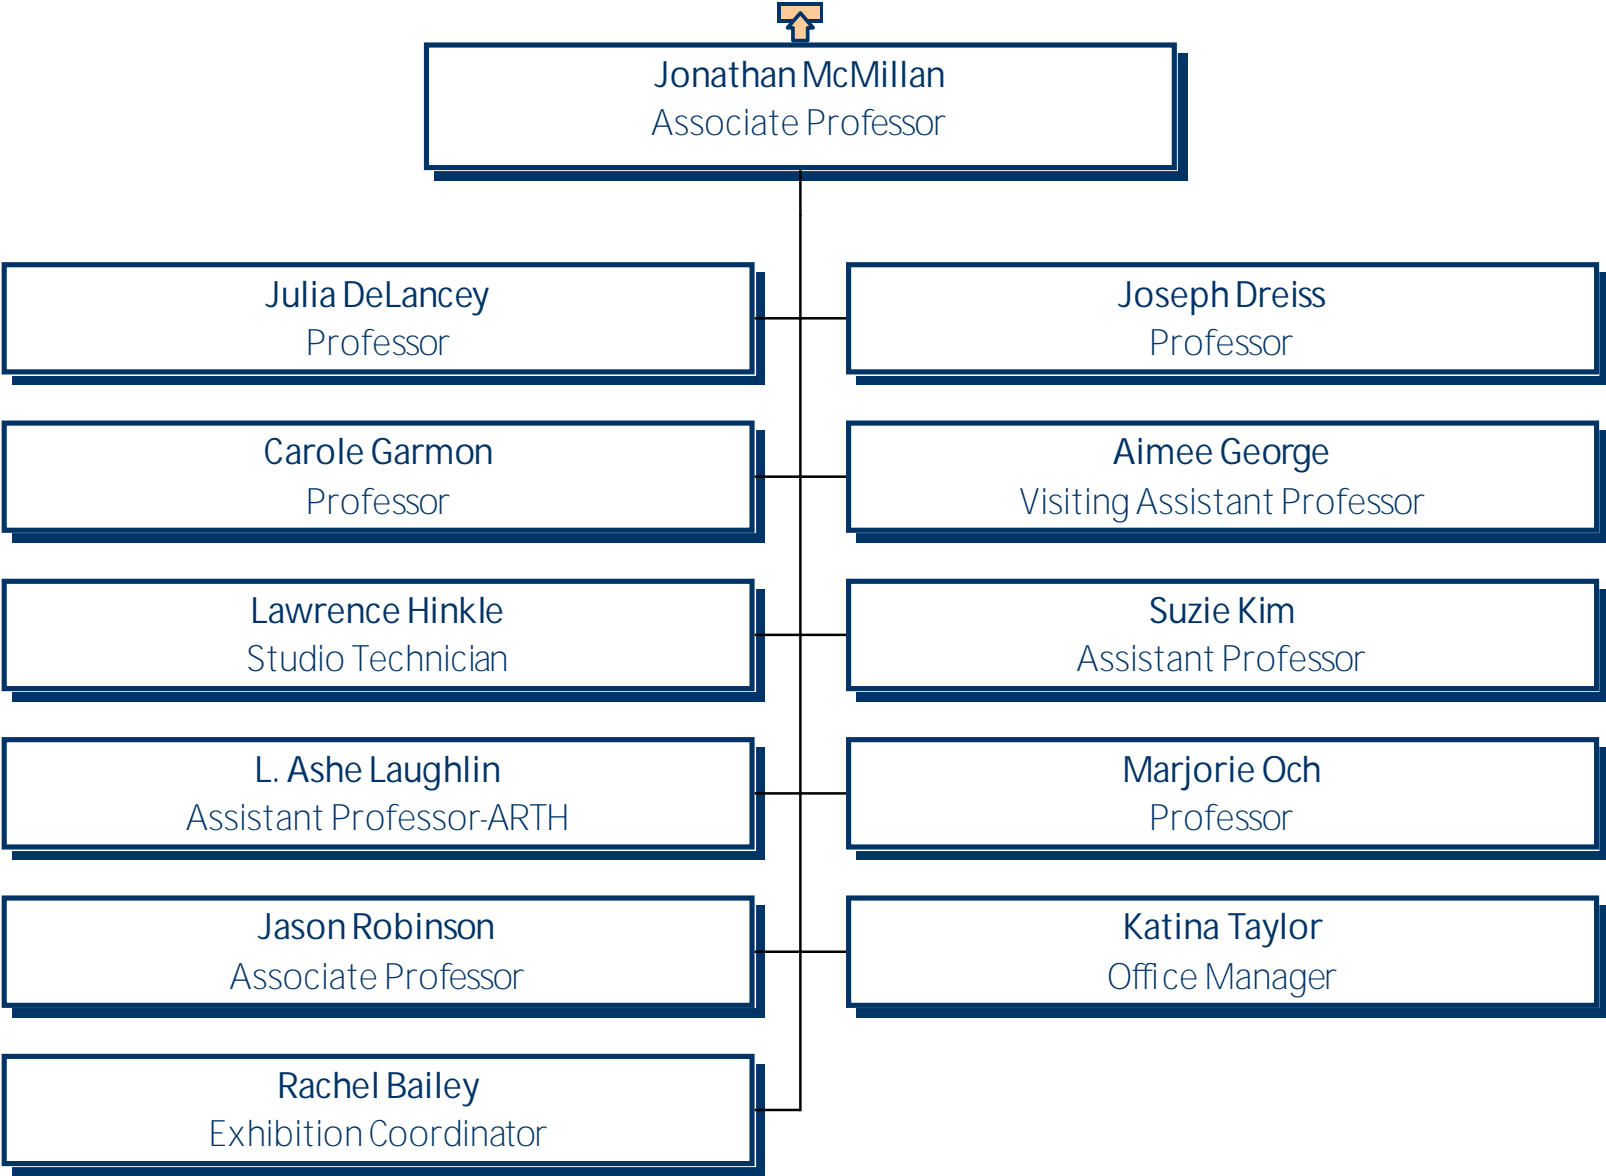 Jonathan McMillan
Associate Professor
Julia DeLancey
Professor
Joseph Dreiss
Professor
Carole Garmon
Professor
Aimee George
Visiting Assistant Professor
Lawrence Hinkle
Studio Technician
Suzie Kim
Assistant Professor
L. Ashe Laughlin
Assistant Professor-ARTH
Marjorie Och
Professor
Jason Robinson
Associate Professor
Katina Taylor
Office Manager
Rachel Bailey
Exhibition Coordinator